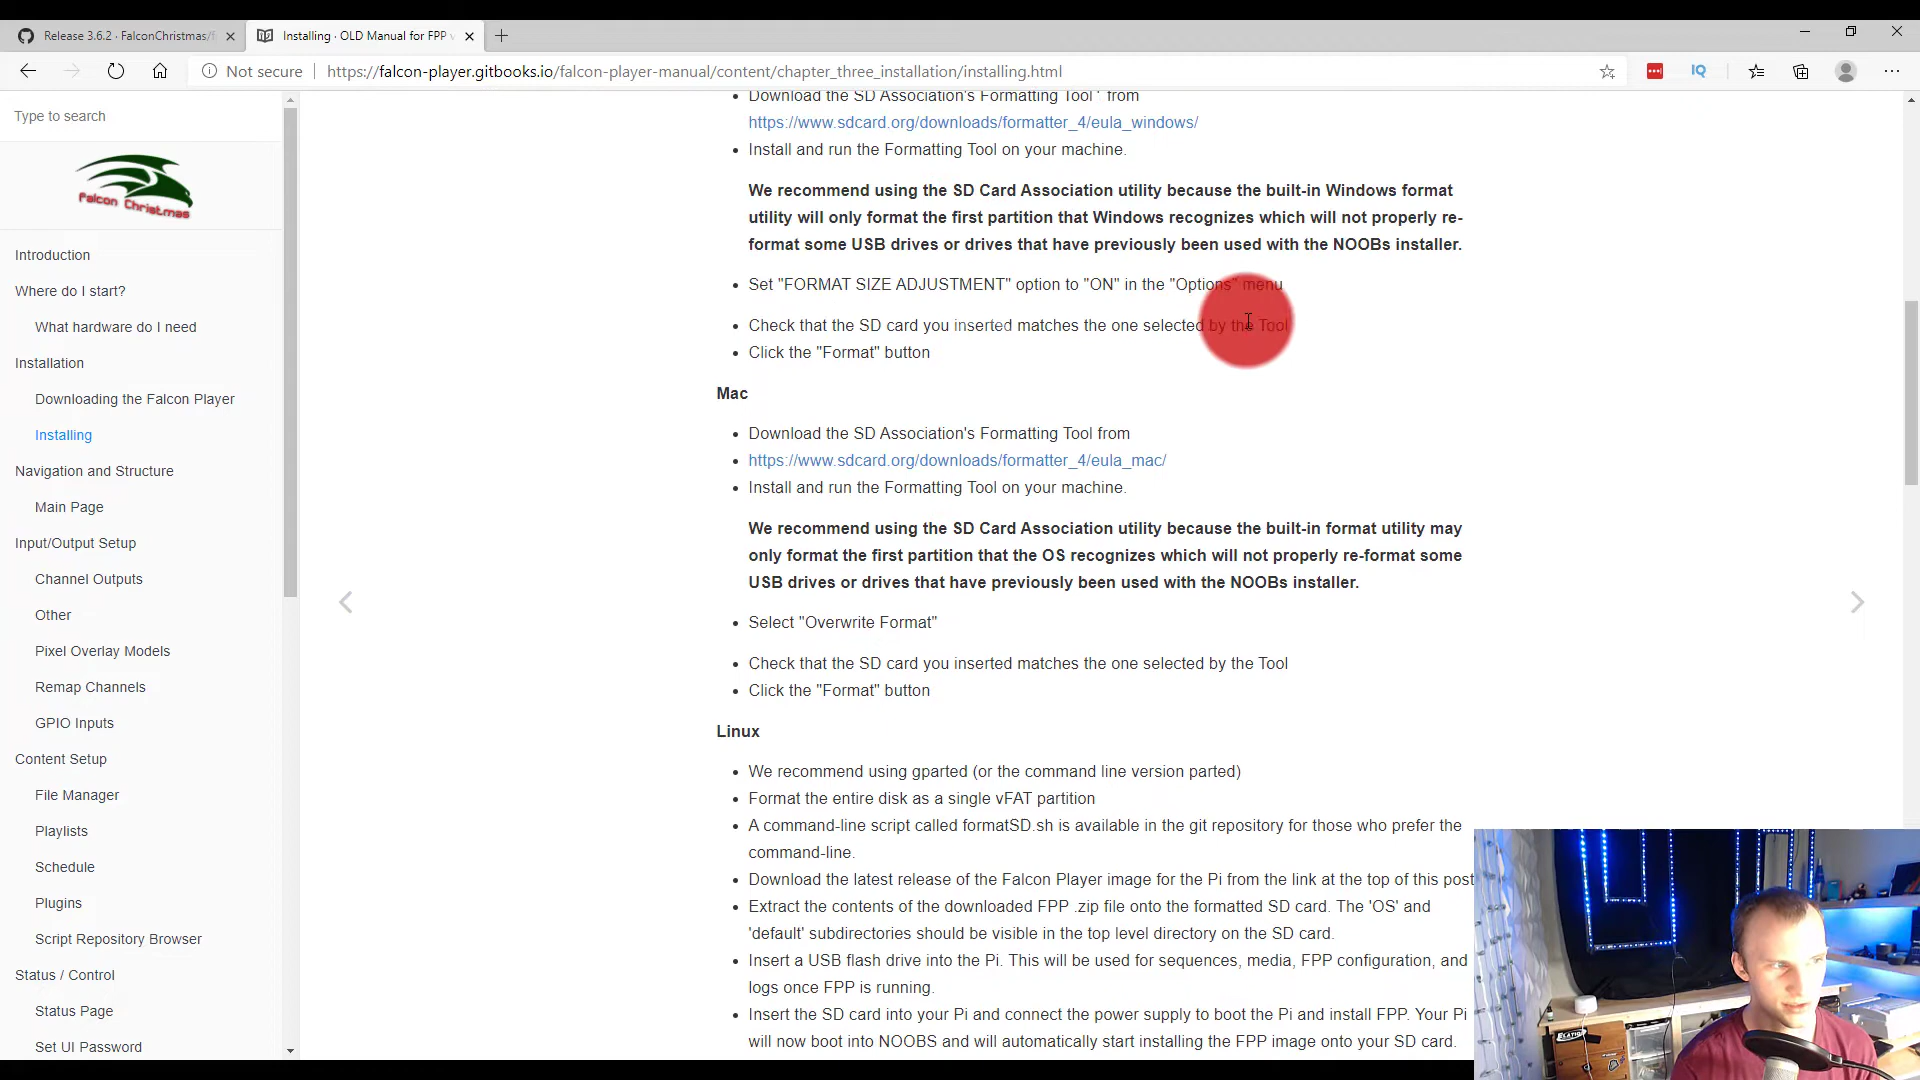 Release 3.6.2 · FalconChristmas/f
Installing · OLD Manual for FPP v
Not secure
https://falcon-player.gitbooks.io/falcon-player-manual/content/chapter_three_installation/installing.html
IQ
Type to search
Falcon Christmas
Introduction
Where do I start?
What hardware do I need
Installation
Downloading the Falcon Player
Installing
Navigation and Structure
Main Page
Input/Output Setup
Channel Outputs
Other
Pixel Overlay Models
Remap Channels
GPIO Inputs
Content Setup
File Manager
Playlists
Schedule
Plugins
Script Repository Browser
Status / Control
Status Page
Set UI Password
• Download the SD Association's Formatting Tool from
https://www.sdcard.org/downloads/formatter_4/eula_windows/
• Install and run the Formatting Tool on your machine.
We recommend using the SD Card Association utility because the built-in Windows format
utility will only format the first partition that Windows recognizes which will not properly re-
format some USB drives or drives that have previously been used with the NOOBs installer.
• Set "FORMAT SIZE ADJUSTMENT" option to "ON" in the "Options" menu
• Check that the SD card you inserted matches the one selected by the Tool
• Click the "Format" button
Mac
• Download the SD Association's Formatting Tool from
• https://www.sdcard.org/downloads/formatter_4/eula_mac/
• Install and run the Formatting Tool on your machine.
We recommend using the SD Card Association utility because the built-in format utility may
only format the first partition that the OS recognizes which will not properly re-format some
USB drives or drives that have previously been used with the NOOBs installer.
• Select "Overwrite Format"
• Check that the SD card you inserted matches the one selected by the Tool
• Click the "Format" button
Linux
• We recommend using gparted (or the command line version parted)
• Format the entire disk as a single vFAT partition
• A command-line script called formatSD.sh is available in the git repository for those who prefer the
command-line.
• Download the latest release of the Falcon Player image for the Pi from the link at the top of this post
• Extract the contents of the downloaded FPP .zip file onto the formatted SD card. The 'OS' and
'default' subdirectories should be visible in the top level directory on the SD card.
• Insert a USB flash drive into the Pi. This will be used for sequences, media, FPP configuration, and
logs once FPP is running.
• Insert the SD card into your Pi and connect the power supply to boot the Pi and install FPP. Your Pi
will now boot into NOOBS and will automatically start installing the FPP image onto your SD card.
ELATION